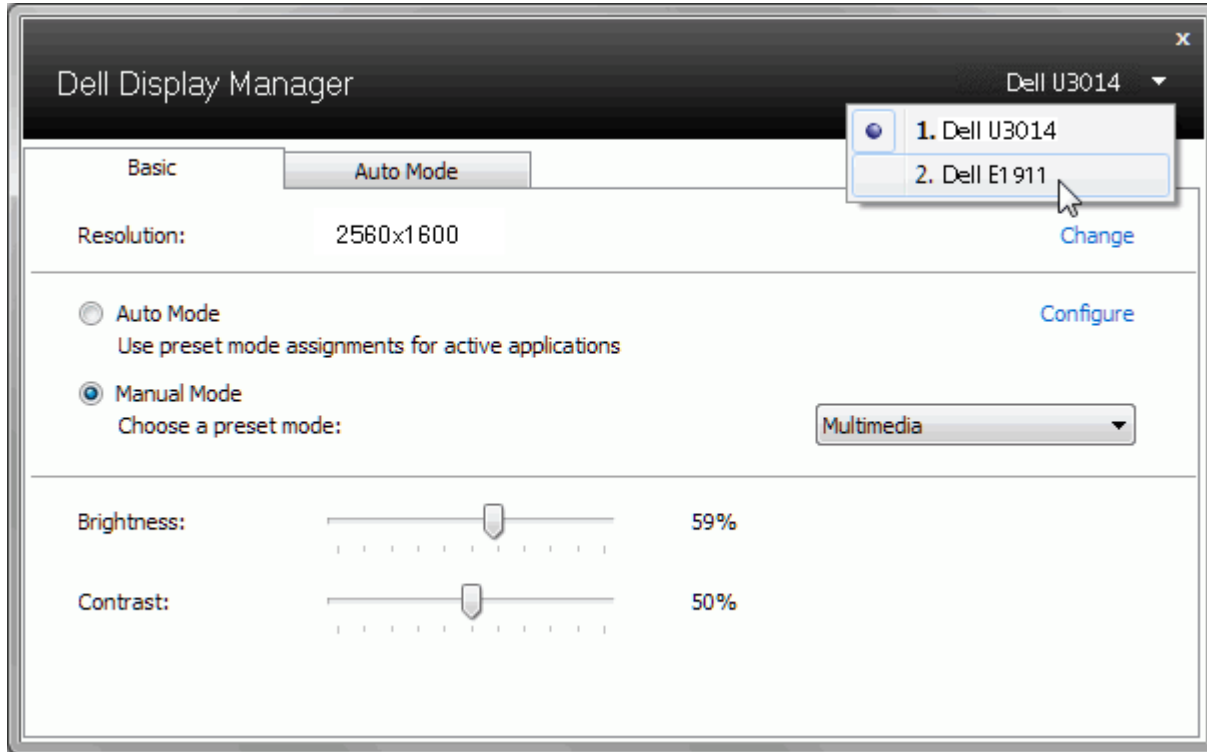 x
Dell Display Manager
Dell U3014
1. Dell U3014
2. Dell E1911
Basic
Auto Mode
Resolution:
2560x1600
Change
Auto Mode
Configure
Use preset mode assignments for active applications
Manual Mode
Choose a preset mode:
Multimedia
Brightness:
59%
Contrast:
50%